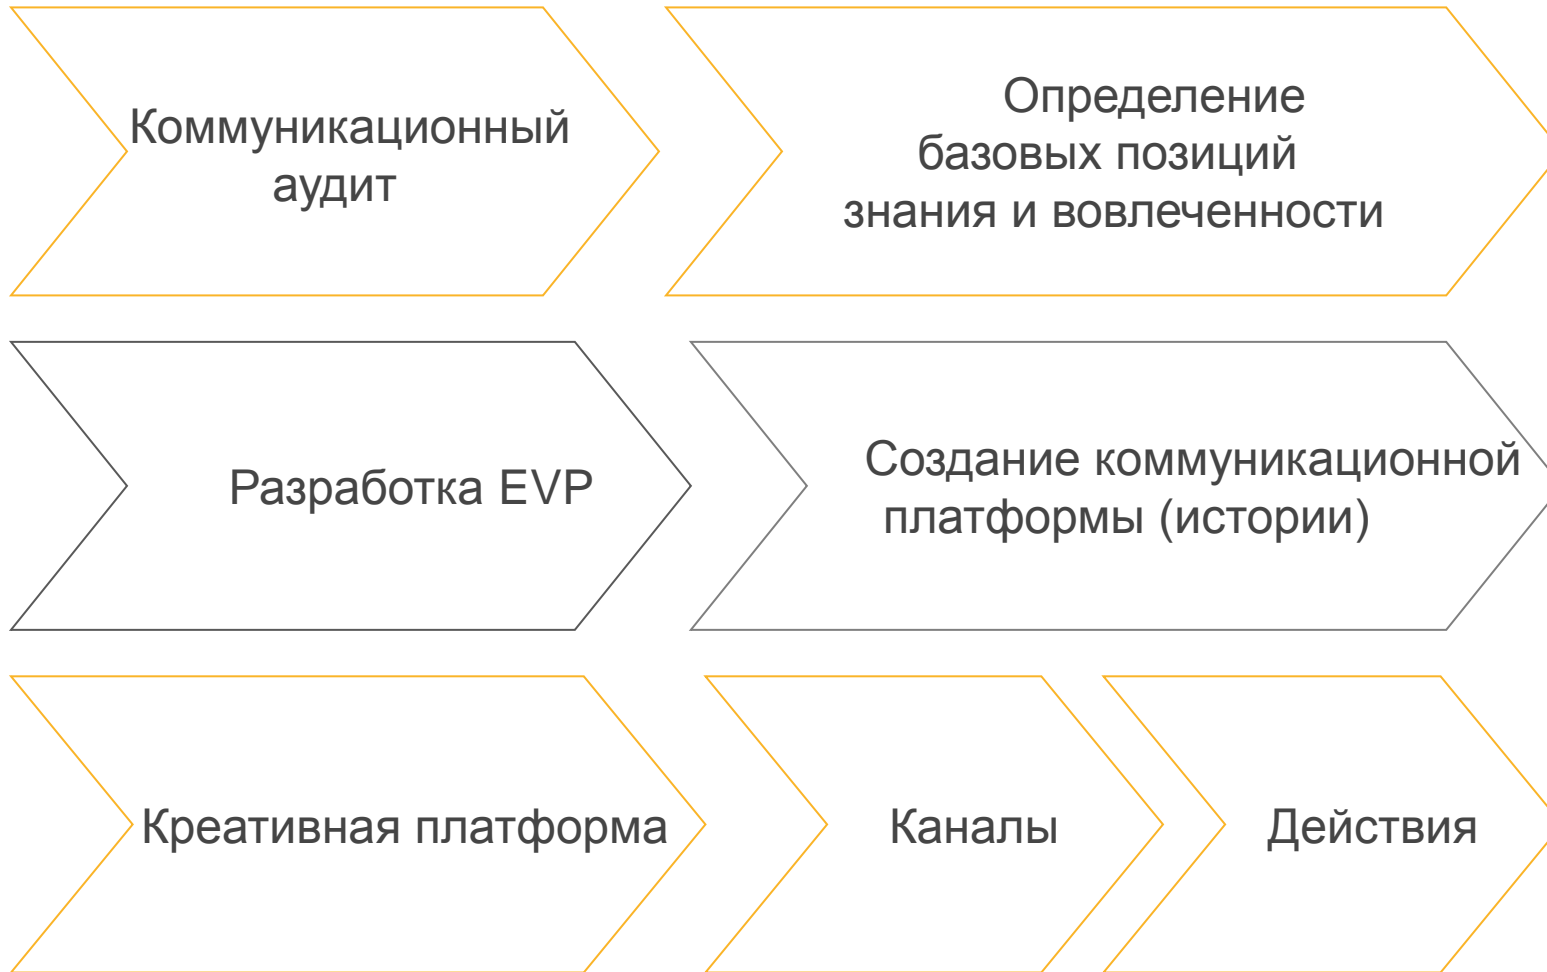 Коммуникационный
аудит
Определение
базовых позиций
знания и вовлеченности
Разработка EVP
Создание коммуникационной
платформы (истории)
Креативная платформа
Каналы
Действия